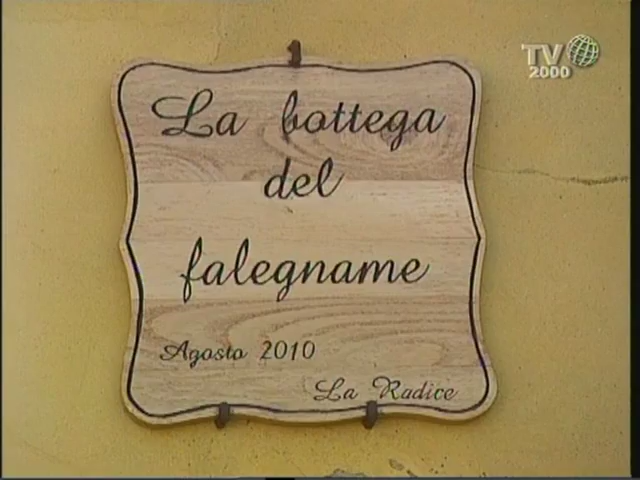 TV
2000
La bottega
del
falegname
Agosto 2010
La Radice